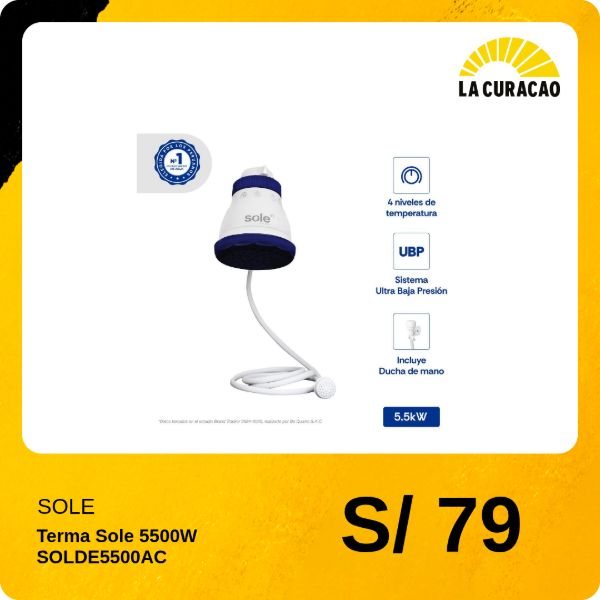 LA CURACAO
Nº1
sole
4 niveles de
temperatura
UBP
Sistema
Ultra Baja Presión
Incluye
Ducha de mano
5.5kW
SOLE
Terma Sole 5500W
SOLDE5500AC
S/ 79